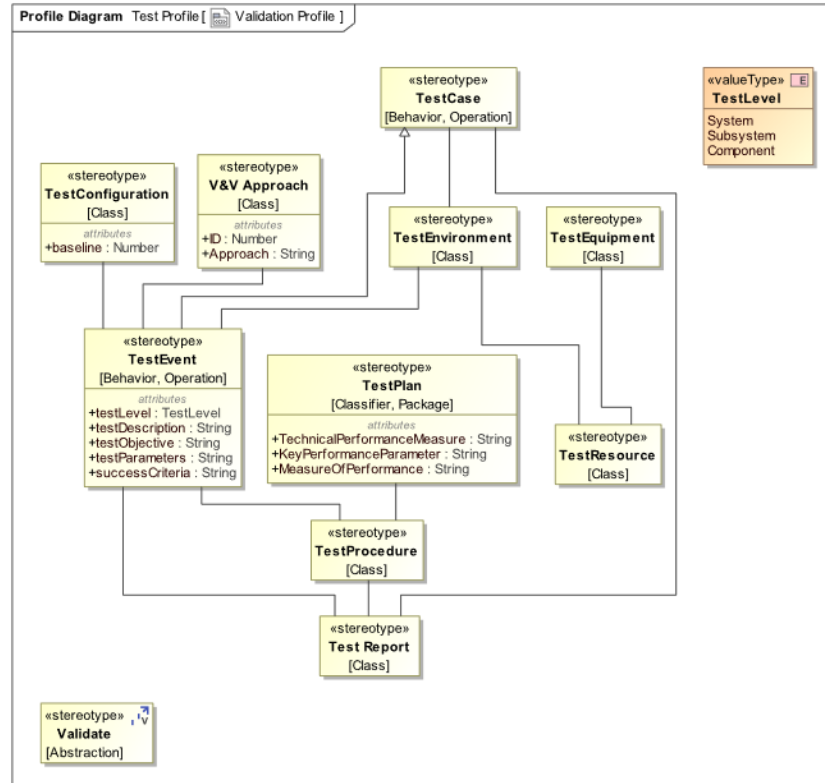 Profile Diagram Test Profile [ Validation Profile ]
«stereotype»
TestCase
[Behavior, Operation]
«valueType» E
TestLevel
System
Subsystem
Component
«stereotype»
TestConfiguration
[Class]
attributes
+baseline : Number
«stereotype»
V&V Approach
[Class]
attributes
+ID : Number
+Approach : String
«stereotype»
TestEnvironment
[Class]
«stereotype»
TestEquipment
[Class]
«stereotype»
TestEvent
[Behavior, Operation]
attributes
+testLevel : TestLevel
+testDescription : String
+testObjective : String
+testParameters : String
+successCriteria : String
«stereotype»
TestPlan
[Classifier, Package]
attributes
+TechnicalPerformanceMeasure : String
+KeyPerformanceParameter : String
+MeasureOfPerformance : String
«stereotype»
TestResource
[Class]
«stereotype»
TestProcedure
[Class]
«stereotype»
Test Report
[Class]
«stereotype» V
Validate
[Abstraction]